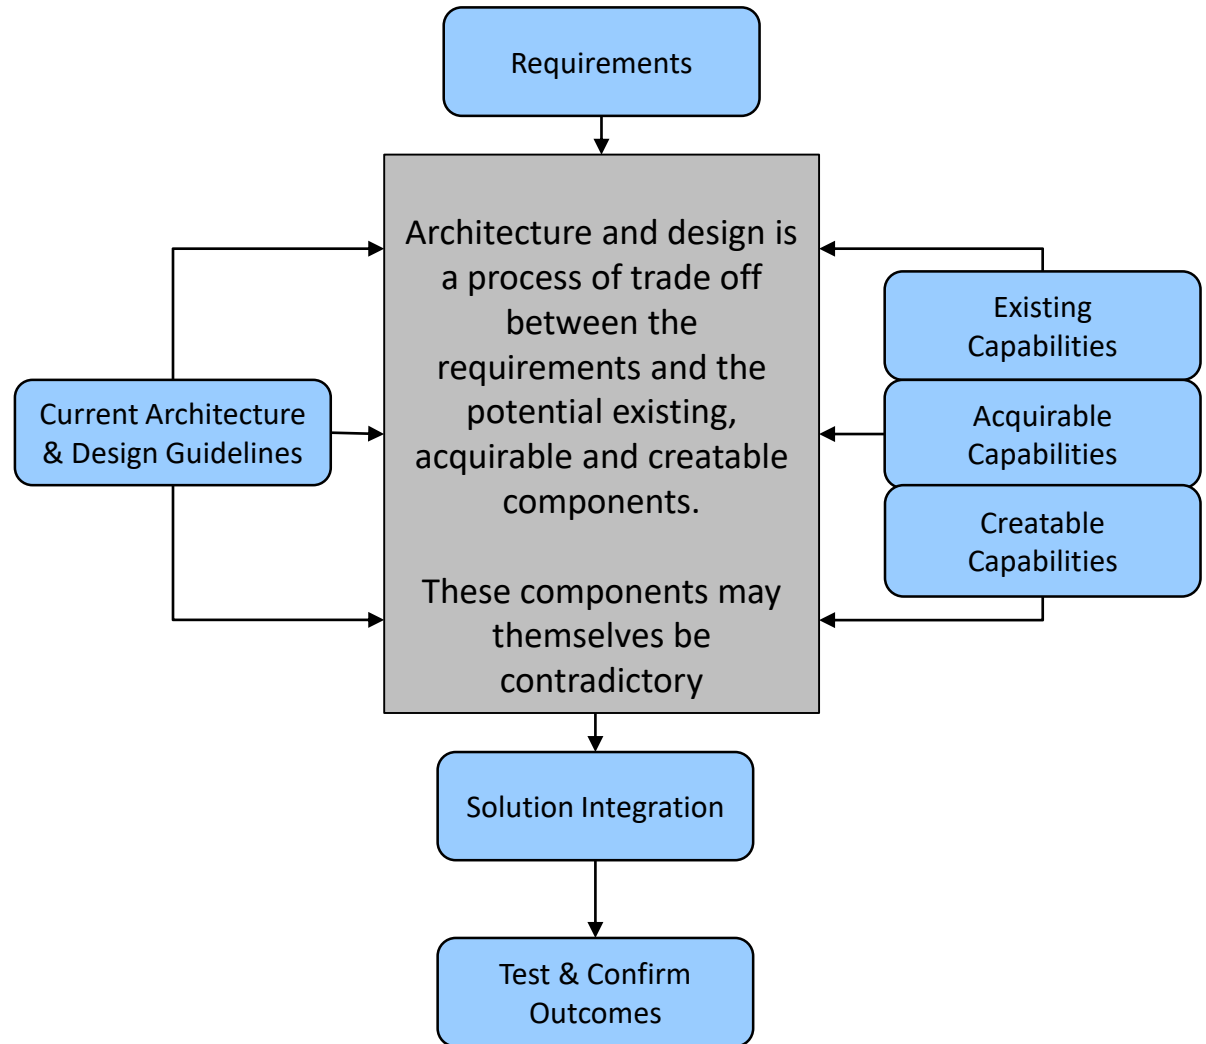 Requirements
Architecture and design is
a process of trade off
between the
requirements and the
potential existing,
acquirable and creatable
components.
These components may
themselves be
contradictory
Current Architecture
& Design Guidelines
Existing
Capabilities
Acquirable
Capabilities
Creatable
Capabilities
Solution Integration
Test & Confirm
Outcomes